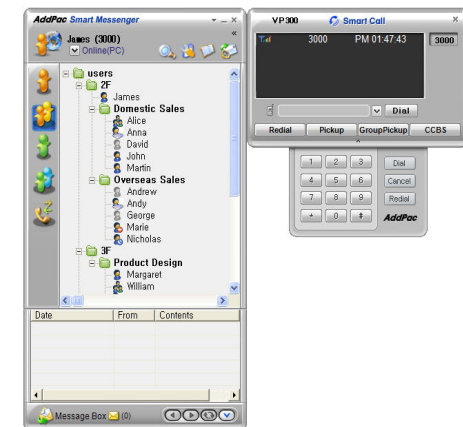 AddPac Smart Messenger
James (3000)
Online(PC)
users
2F
James
Domestic Sales
Alice
Anna
David
John
Martin
Overseas Sales
Andrew
Andy
George
Marie
Nicholas
3F
Product Design
Margaret
William
Date From Contents
Message Box (0)
VP300 Smart Call
3000 PM 01:47:43 3000
Dial
Redial Pickup GroupPickup CCBS
1 2 3 Dial
4 5 6 Cancel
7 8 9 Redial
* 0 # AddPac